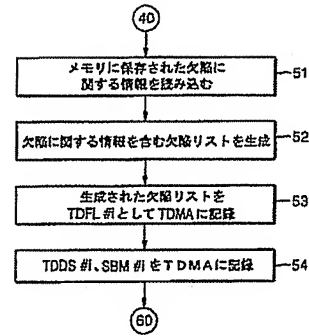 40
メモリに保存された欠陥に
関する情報を読み込む
51
欠陥に関する情報を含む欠陥リストを生成
52
生成された欠陥リストを
TDFL #iとしてTDMAに記録
53
TDDS #i、SBM #iをTDMAに記録
54
60